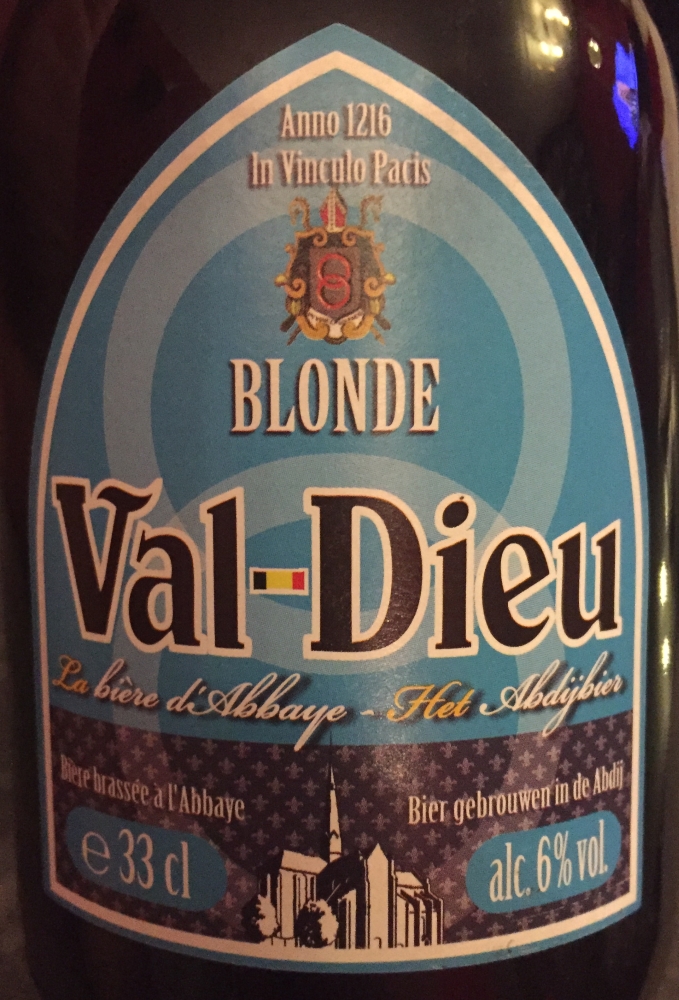 Anno 1216
In Vinculo Pacis
BLONDE
Val-Dieu
La bière d'Abbaye - Het Abdijbier
Bière brassée à l'Abbaye
Bier gebrouwen in de Abdij
℮ 33 cl
alc. 6% vol.